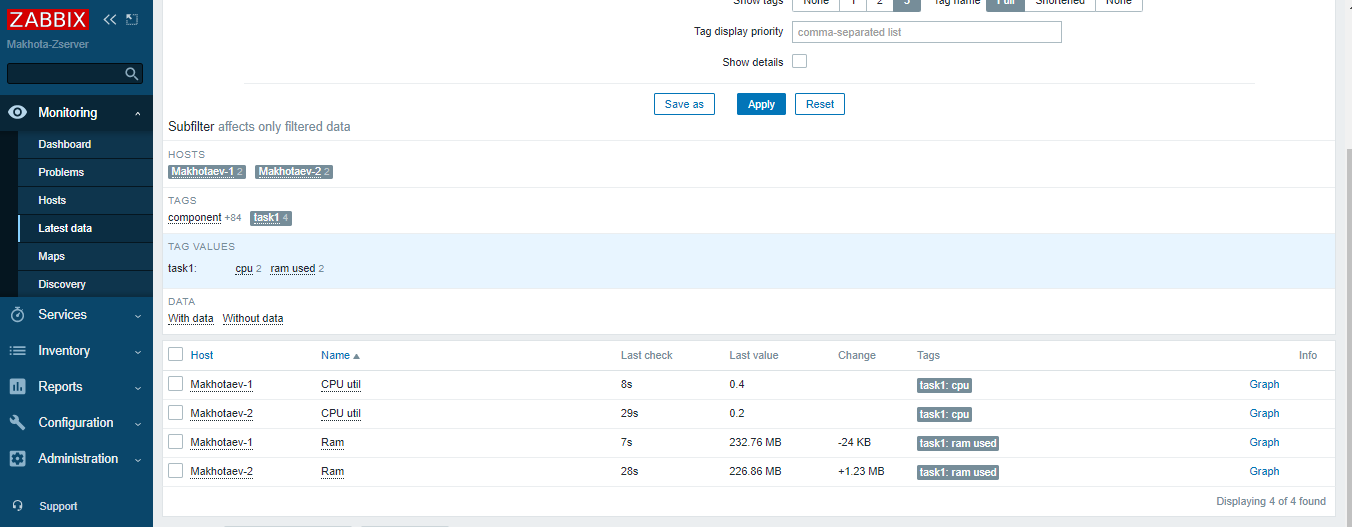 ZABBIX
Makhota-Zserver
Monitoring
Dashboard
Problems
Hosts
Latest data
Maps
Discovery
Services
Inventory
Reports
Configuration
Administration
Support
Show tags None 1 2 3 Tag name Full Shortened None
Tag display priority comma-separated list
Show details
Save as Apply Reset
Subfilter affects only filtered data
HOSTS
Makhotaev-1 2 Makhotaev-2 2
TAGS
component +84 task1 4
TAG VALUES
task1: cpu 2 ram used 2
DATA
With data Without data
Host Name Last check Last value Change Tags Info
Makhotaev-1 CPU util 8s 0.4 task1: cpu Graph
Makhotaev-2 CPU util 29s 0.2 task1: cpu Graph
Makhotaev-1 Ram 7s 232.76 MB -24 KB task1: ram used Graph
Makhotaev-2 Ram 28s 226.86 MB +1.23 MB task1: ram used Graph
Displaying 4 of 4 found